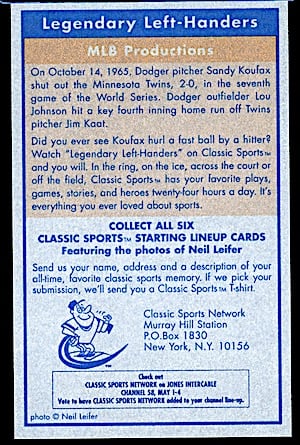 Legendary Left-Handers
MLB Productions
On October 14, 1965, Dodger pitcher Sandy Koufax
shut out the Minnesota Twins, 2-0, in the seventh
game of the World Series. Dodger outfielder Lou
Johnson hit a key fourth inning home run off Twins
pitcher Jim Kaat.
Did you ever see Koufax hurl a fast ball by a hitter?
Watch "Legendary Left-Handers" on Classic Sports™
and you will. In the ring, on the ice, across the court or
off the field, Classic Sports™ has your favorite plays,
games, stories, and heroes twenty-four hours a day. It's
everything you ever loved about sports.
COLLECT ALL SIX
CLASSIC SPORTS™ STARTING LINEUP CARDS
Featuring the photos of Neil Leifer
Send us your name, address and a description of your
all-time, favorite classic sports memory. If we pick your
submission, we'll send you a Classic Sports™ T-shirt.
Classic Sports Network
Murray Hill Station
P.O.Box 1830
New York, N.Y. 10156
Check out
CLASSIC SPORTS NETWORK on JONES INTERCABLE
CHANNEL 58, MAY 1-4
Vote to have CLASSIC SPORTS NETWORK added to your channel line-up.
photo © Neil Leifer